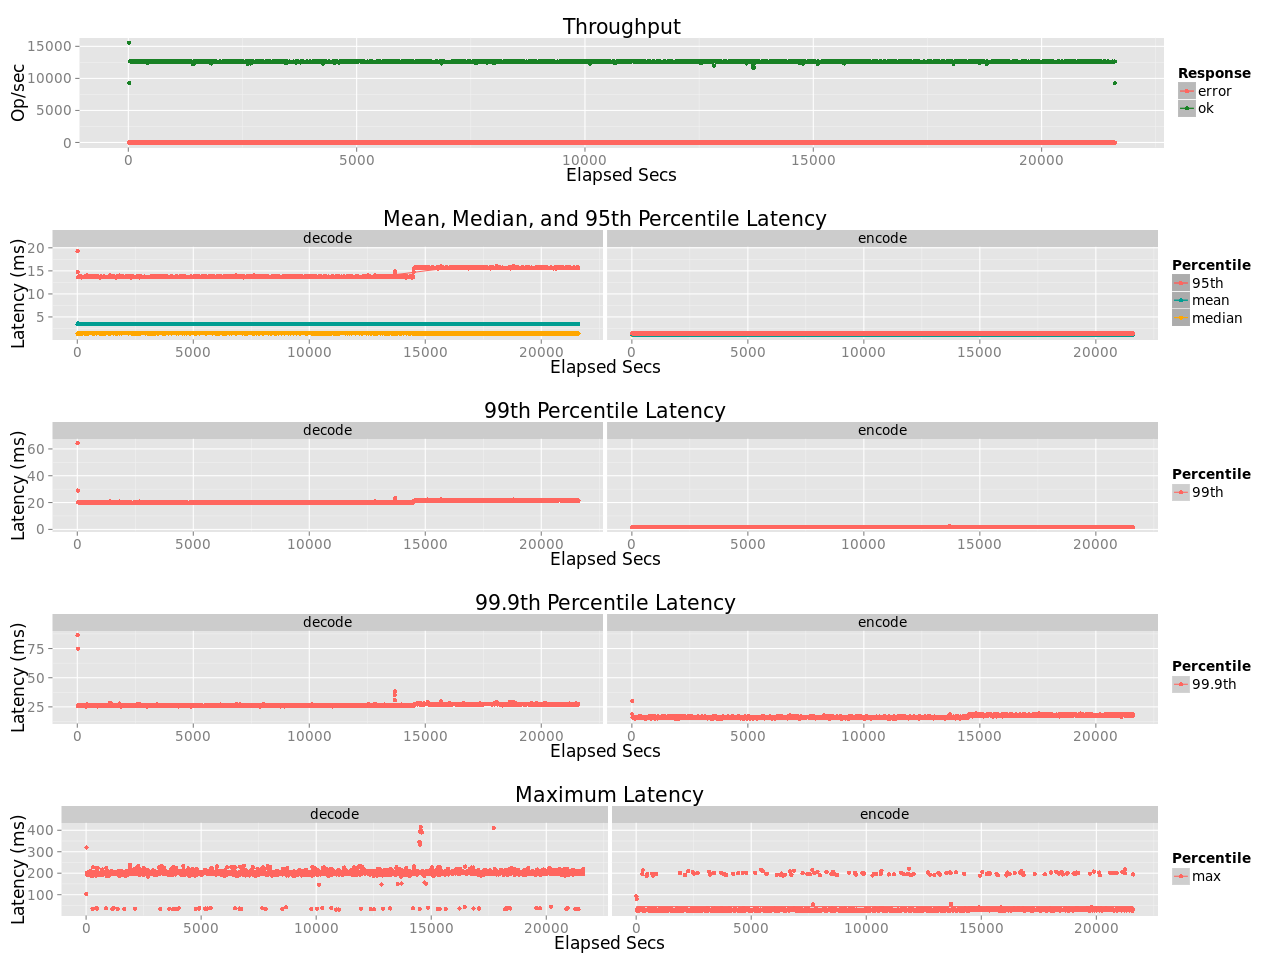 Throughput
Op/sec
15000
10000
5000
0
0 5000 10000 15000 20000
Elapsed Secs
Response
error
ok
Mean, Median, and 95th Percentile Latency
decode encode
Latency (ms)
20
15
10
5
0 5000 10000 15000 20000 0 5000 10000 15000 20000
Elapsed Secs
Percentile
95th
mean
median
99th Percentile Latency
decode encode
Latency (ms)
60
40
20
0
0 5000 10000 15000 20000 0 5000 10000 15000 20000
Elapsed Secs
Percentile
99th
99.9th Percentile Latency
decode encode
Latency (ms)
75
50
25
0 5000 10000 15000 20000 0 5000 10000 15000 20000
Elapsed Secs
Percentile
99.9th
Maximum Latency
decode encode
Latency (ms)
400
300
200
100
0 5000 10000 15000 20000 0 5000 10000 15000 20000
Elapsed Secs
Percentile
max